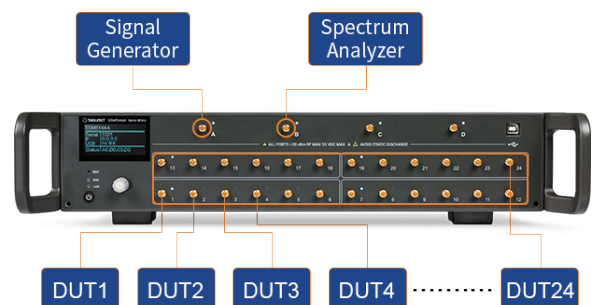 Signal
Generator
Spectrum
Analyzer
SIGLENT
A
B
C
D
ALL PORTS +28 dBm RF MAX 35 VDC MAX
AVOID STATIC DISCHARGE
13 14 15 16 17 18 19 20 21 22 23 24
1 2 3 4 5 6 7 8 9 10 11 12
DUT1
DUT2
DUT3
DUT4
DUT24